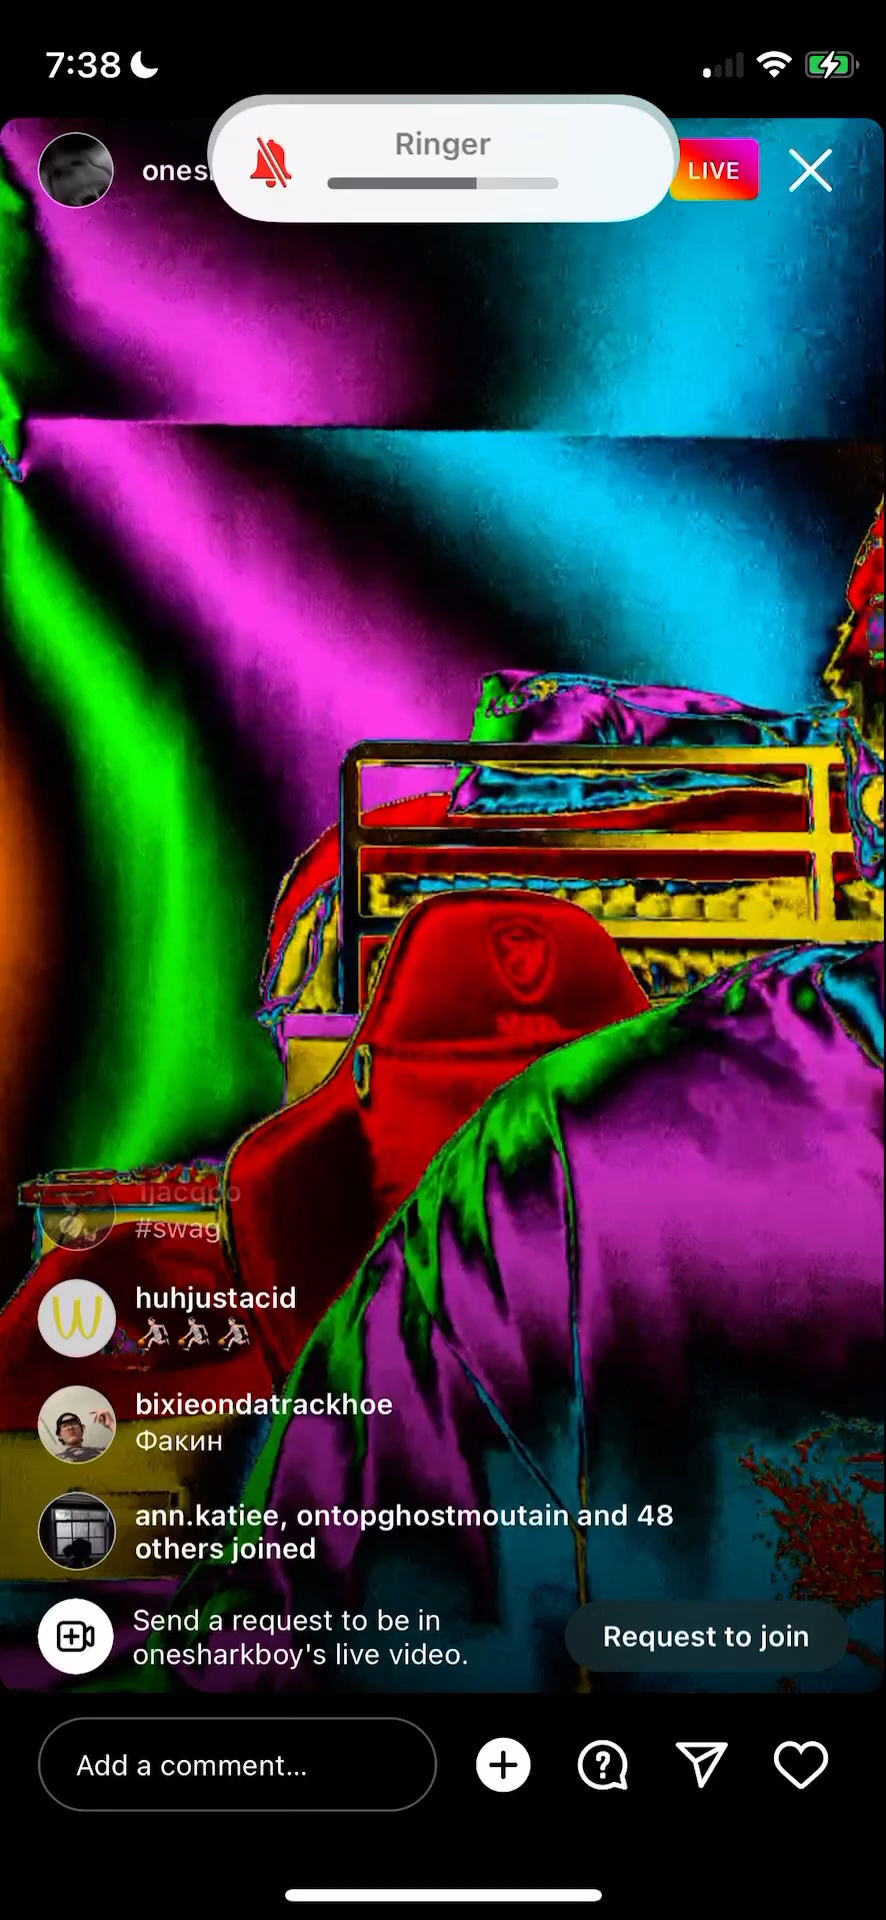 7:38
Ringer
ones
LIVE
ijacqpo
#swag
huhjustacid
bixieondatrackhoe
Факин
ann.katiee, ontopghostmoutain and 48
others joined
Send a request to be in
onesharkboy's live video.
Request to join
Add a comment...